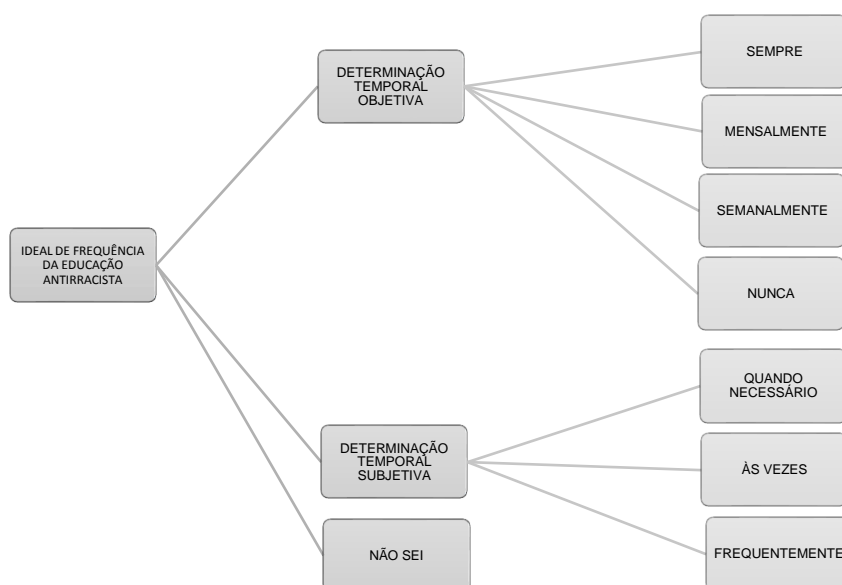 IDEAL DE FREQUÊNCIA
DA EDUCAÇÃO
ANTIRRACISTA
DETERMINAÇÃO
TEMPORAL
OBJETIVA
SEMPRE
MENSALMENTE
SEMANALMENTE
NUNCA
DETERMINAÇÃO
TEMPORAL
SUBJETIVA
QUANDO
NECESSÁRIO
ÀS VEZES
FREQUENTEMENTE
NÃO SEI